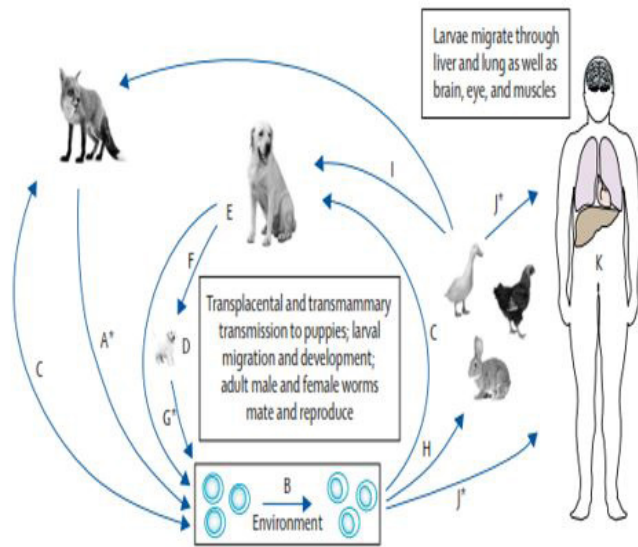 Larvae migrate through
liver and lung as well as
brain, eye, and muscles
I
J*
E
F
K
Transplacental and transmammary
transmission to puppies; larval
migration and development;
adult male and female worms
mate and reproduce
D
C
A*
C
G*
H
B
J*
Environment